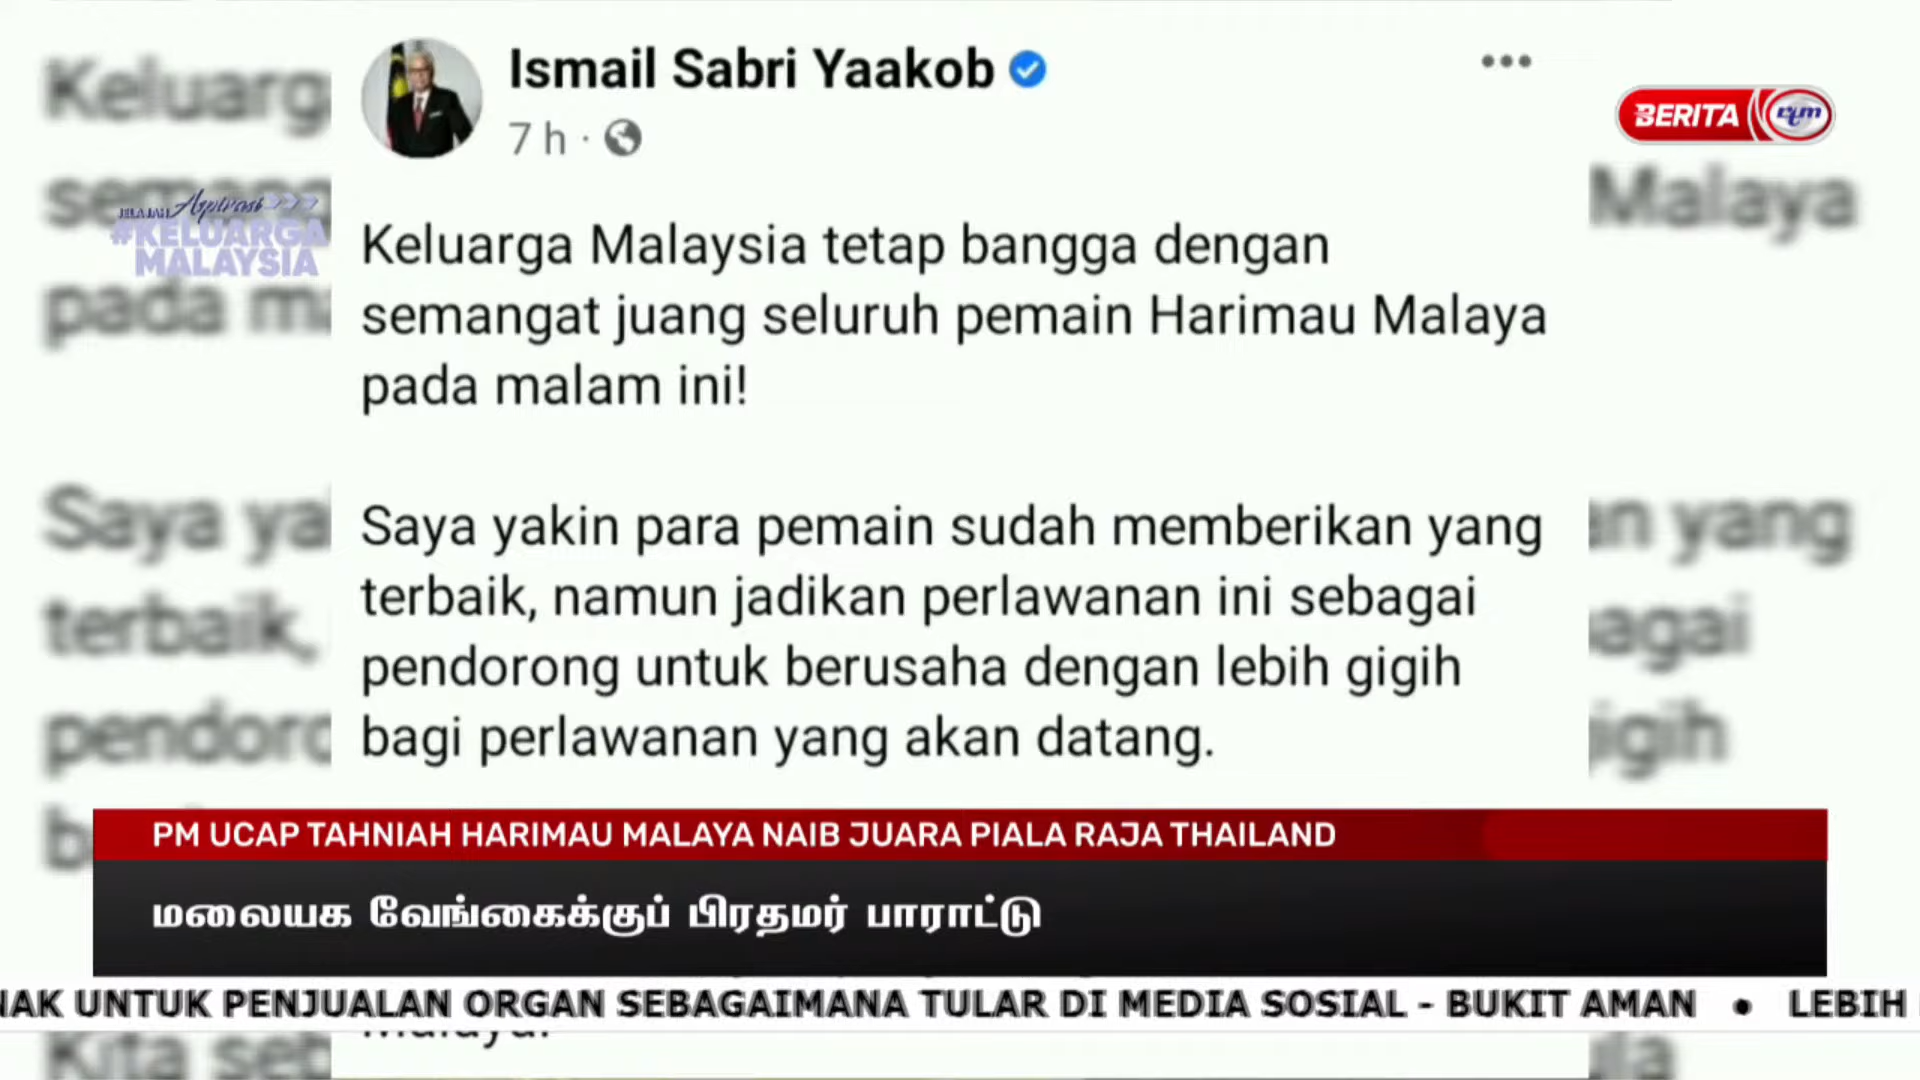 Ismail Sabri Yaakob
7 h ·
BERITA rtm
JELAJAH Aspirasi
#KELUARGA
MALAYSIA
Keluarga Malaysia tetap bangga dengan
semangat juang seluruh pemain Harimau Malaya
pada malam ini!
Saya yakin para pemain sudah memberikan yang
terbaik, namun jadikan perlawanan ini sebagai
pendorong untuk berusaha dengan lebih gigih
bagi perlawanan yang akan datang.
PM UCAP TAHNIAH HARIMAU MALAYA NAIB JUARA PIALA RAJA THAILAND
மலையக வேங்கைக்குப் பிரதமர் பாராட்டு
NAK UNTUK PENJUALAN ORGAN SEBAGAIMANA TULAR DI MEDIA SOSIAL - BUKIT AMAN • LEBIH